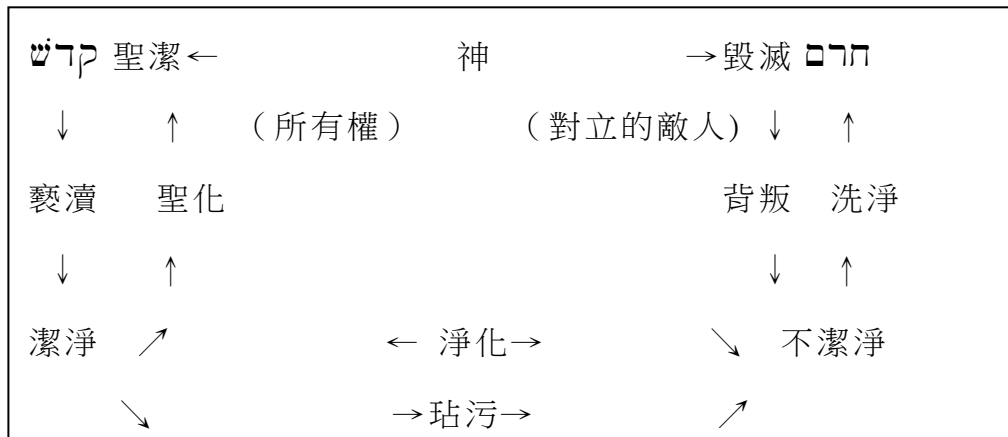 קדשׁ 聖潔← 神 →毀滅 חרם
↓ ↑ (所有權) (對立的敵人) ↓ ↑
褻瀆 聖化 背叛 洗淨
↓ ↑ ↓ ↑
潔淨 ↗ ← 淨化→ ↘ 不潔淨
↘ →玷污→ ↗